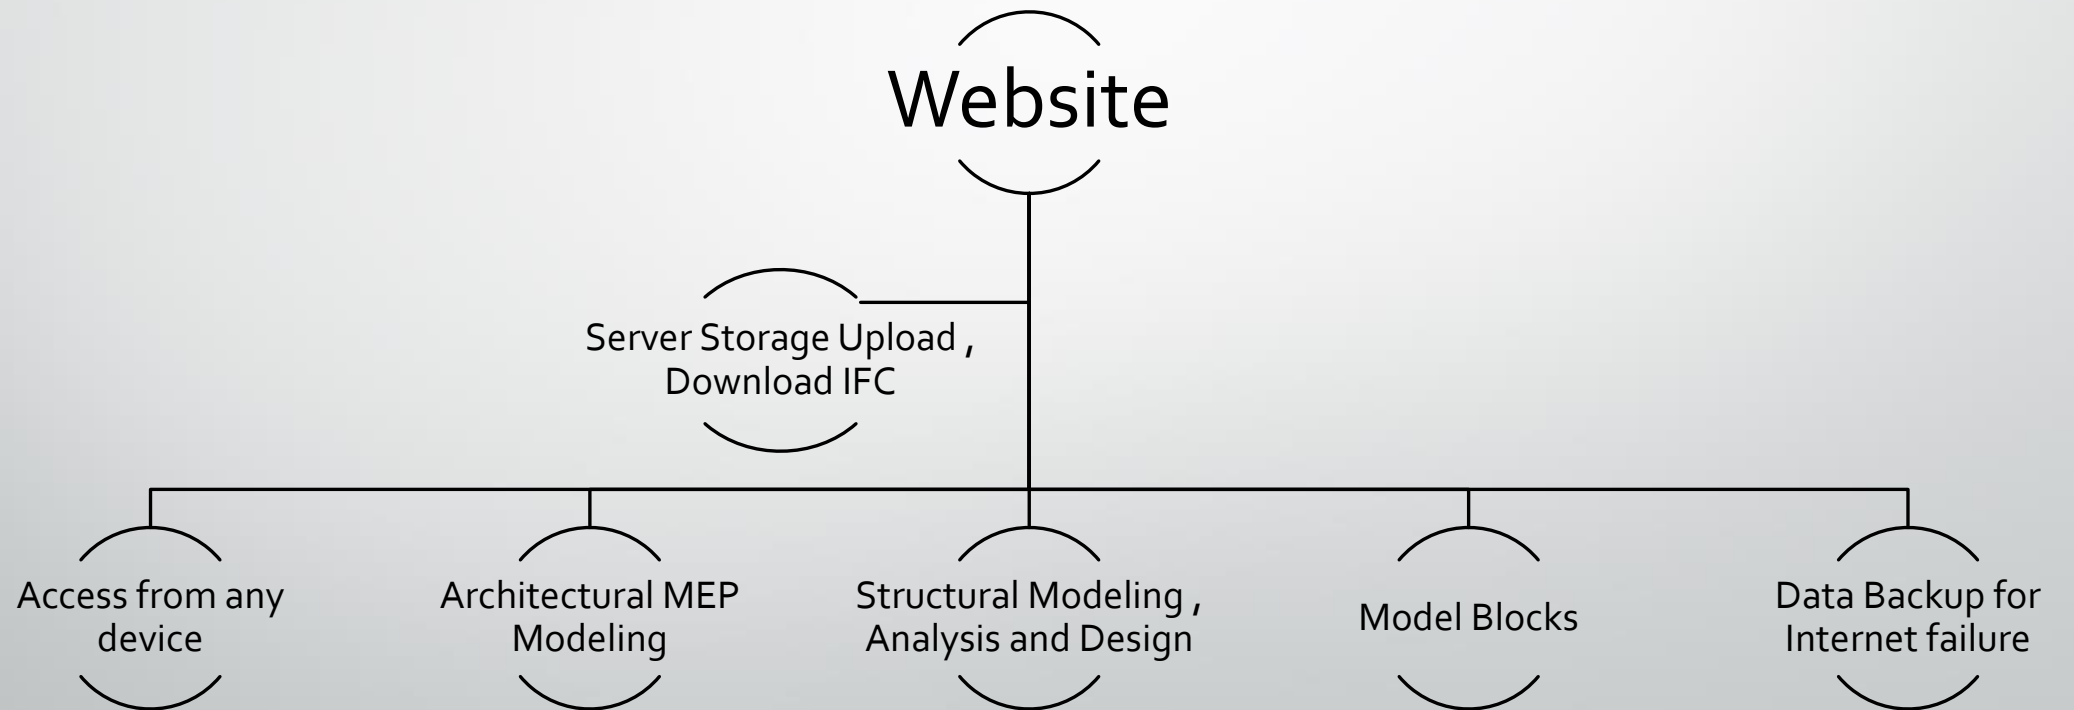 Website
Server Storage Upload ,
Download IFC
Access from any
device
Architectural MEP
Modeling
Structural Modeling ,
Analysis and Design
Model Blocks
Data Backup for
Internet failure